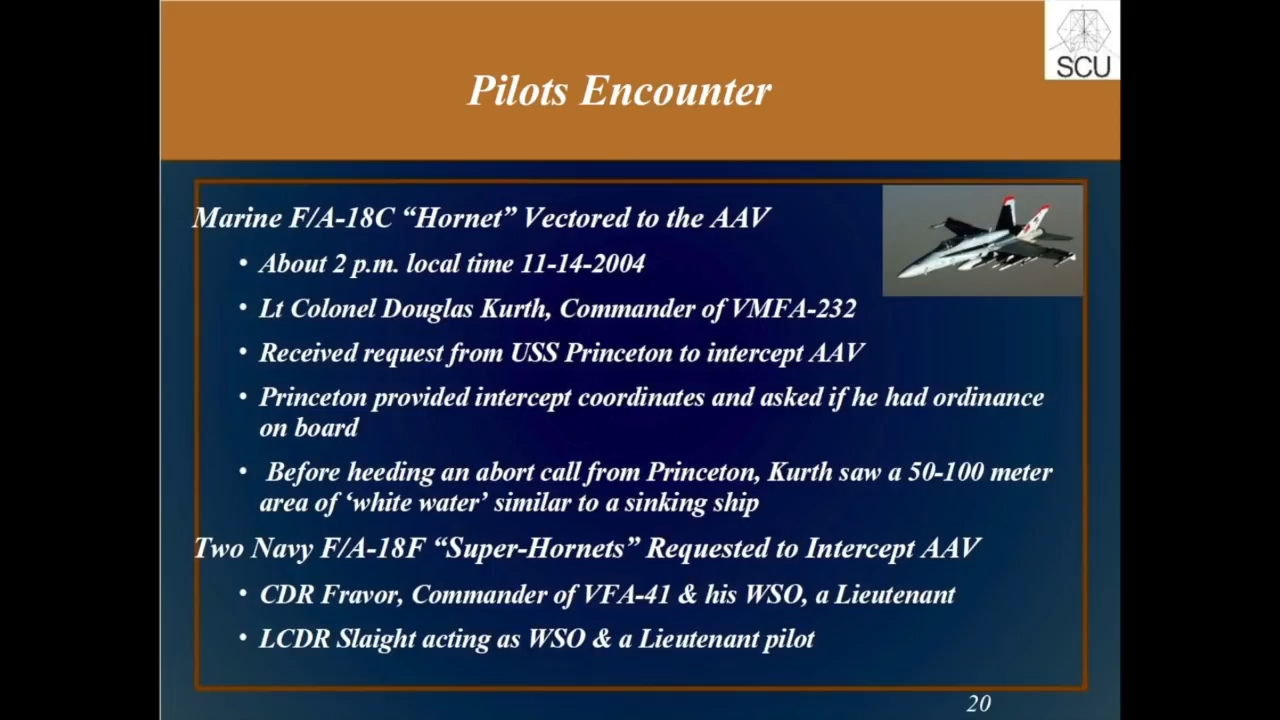 SCU
Pilots Encounter
Marine F/A-18C “Hornet” Vectored to the AAV
• About 2 p.m. local time 11-14-2004
• Lt Colonel Douglas Kurth, Commander of VMFA-232
• Received request from USS Princeton to intercept AAV
• Princeton provided intercept coordinates and asked if he had ordinance
on board
• Before heeding an abort call from Princeton, Kurth saw a 50-100 meter
area of ‘white water’ similar to a sinking ship
Two Navy F/A-18F “Super-Hornets” Requested to Intercept AAV
• CDR Fravor, Commander of VFA-41 & his WSO, a Lieutenant
• LCDR Slaight acting as WSO & a Lieutenant pilot
20